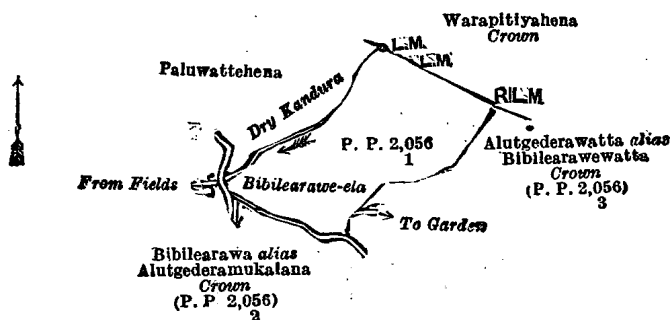 Warapitiyahena
Crown
L.M.
L.M.
Paluwattehena
R.L.M.
Dry Kandura
P. P. 2,056
1
Alutgederawatta alias
Bibilearawewatta
Crown
(P. P. 2,056)
3
From Fields
Bibilearawe-ela
To Garden
Bibilearawa alias
Alutgederamukalana
Crown
(P. P 2,056)
2